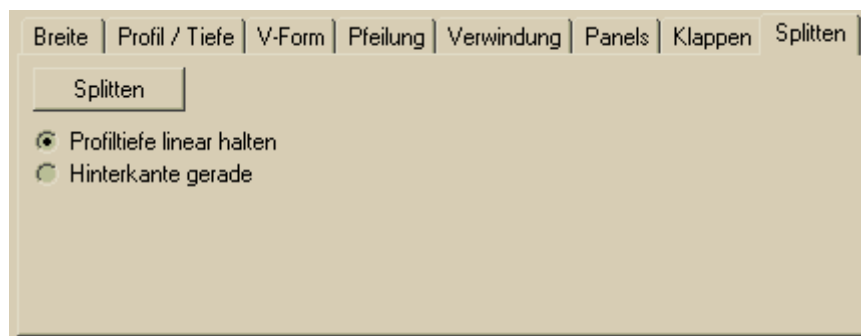 Breite Profil / Tiefe V-Form Pfeilung Verwindung Panels Klappen Splitten
Splitten
Profiltiefe linear halten
Hinterkante gerade